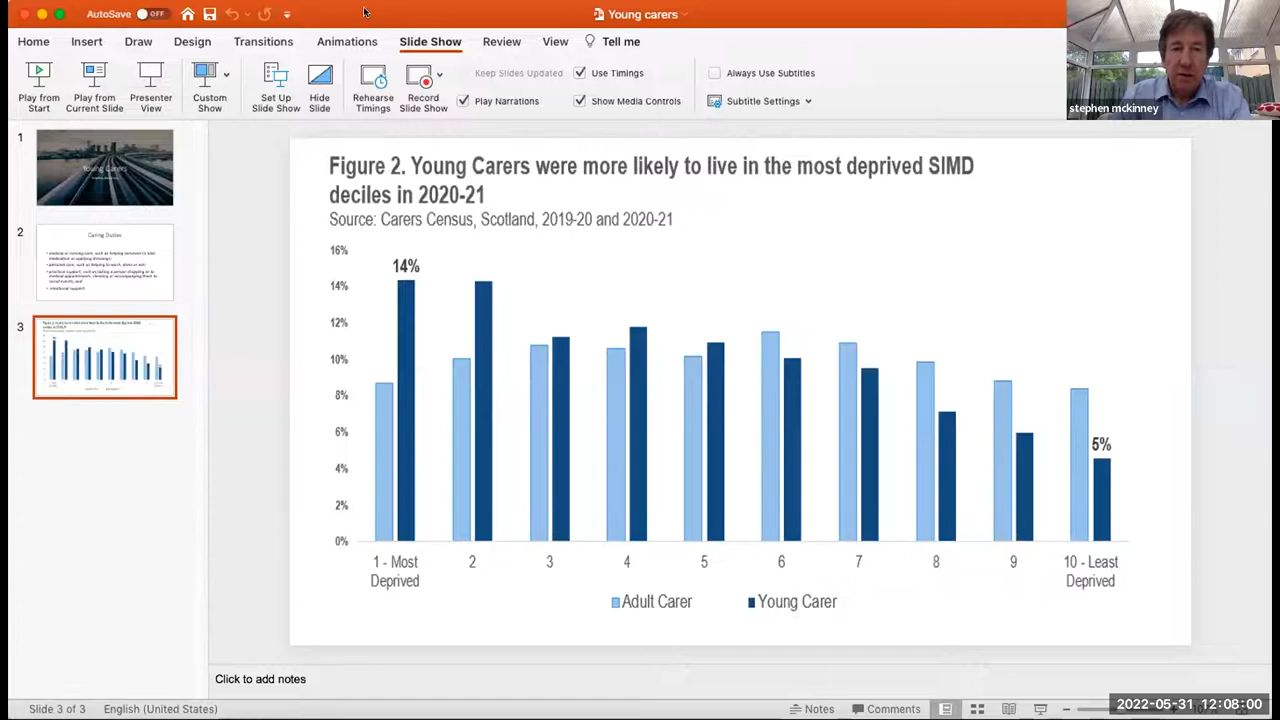 AutoSave OFF
Young carers
Home Insert Draw Design Transitions Animations Slide Show Review View Tell me
Play from Start
Play from Current Slide
Presenter View
Custom Show
Set Up Slide Show
Hide Slide
Rehearse Timings
Record Slide Show
Keep Slides Updated
Use Timings
Play Narrations
Show Media Controls
Always Use Subtitles
Subtitle Settings
stephen mckinney
1
Young Carers
2
Caring Duties
3
Figure 2. Young Carers were more likely to live in the most deprived SIMD
deciles in 2020-21
Source: Carers Census, Scotland, 2019-20 and 2020-21
16%
14%
12%
10%
8%
6%
4%
2%
0%
14%
5%
1 - Most Deprived
2
3
4
5
6
7
8
9
10 - Least Deprived
Adult Carer
Young Carer
Click to add notes
Slide 3 of 3
English (United States)
Notes
Comments
2022-05-31 12:08:00